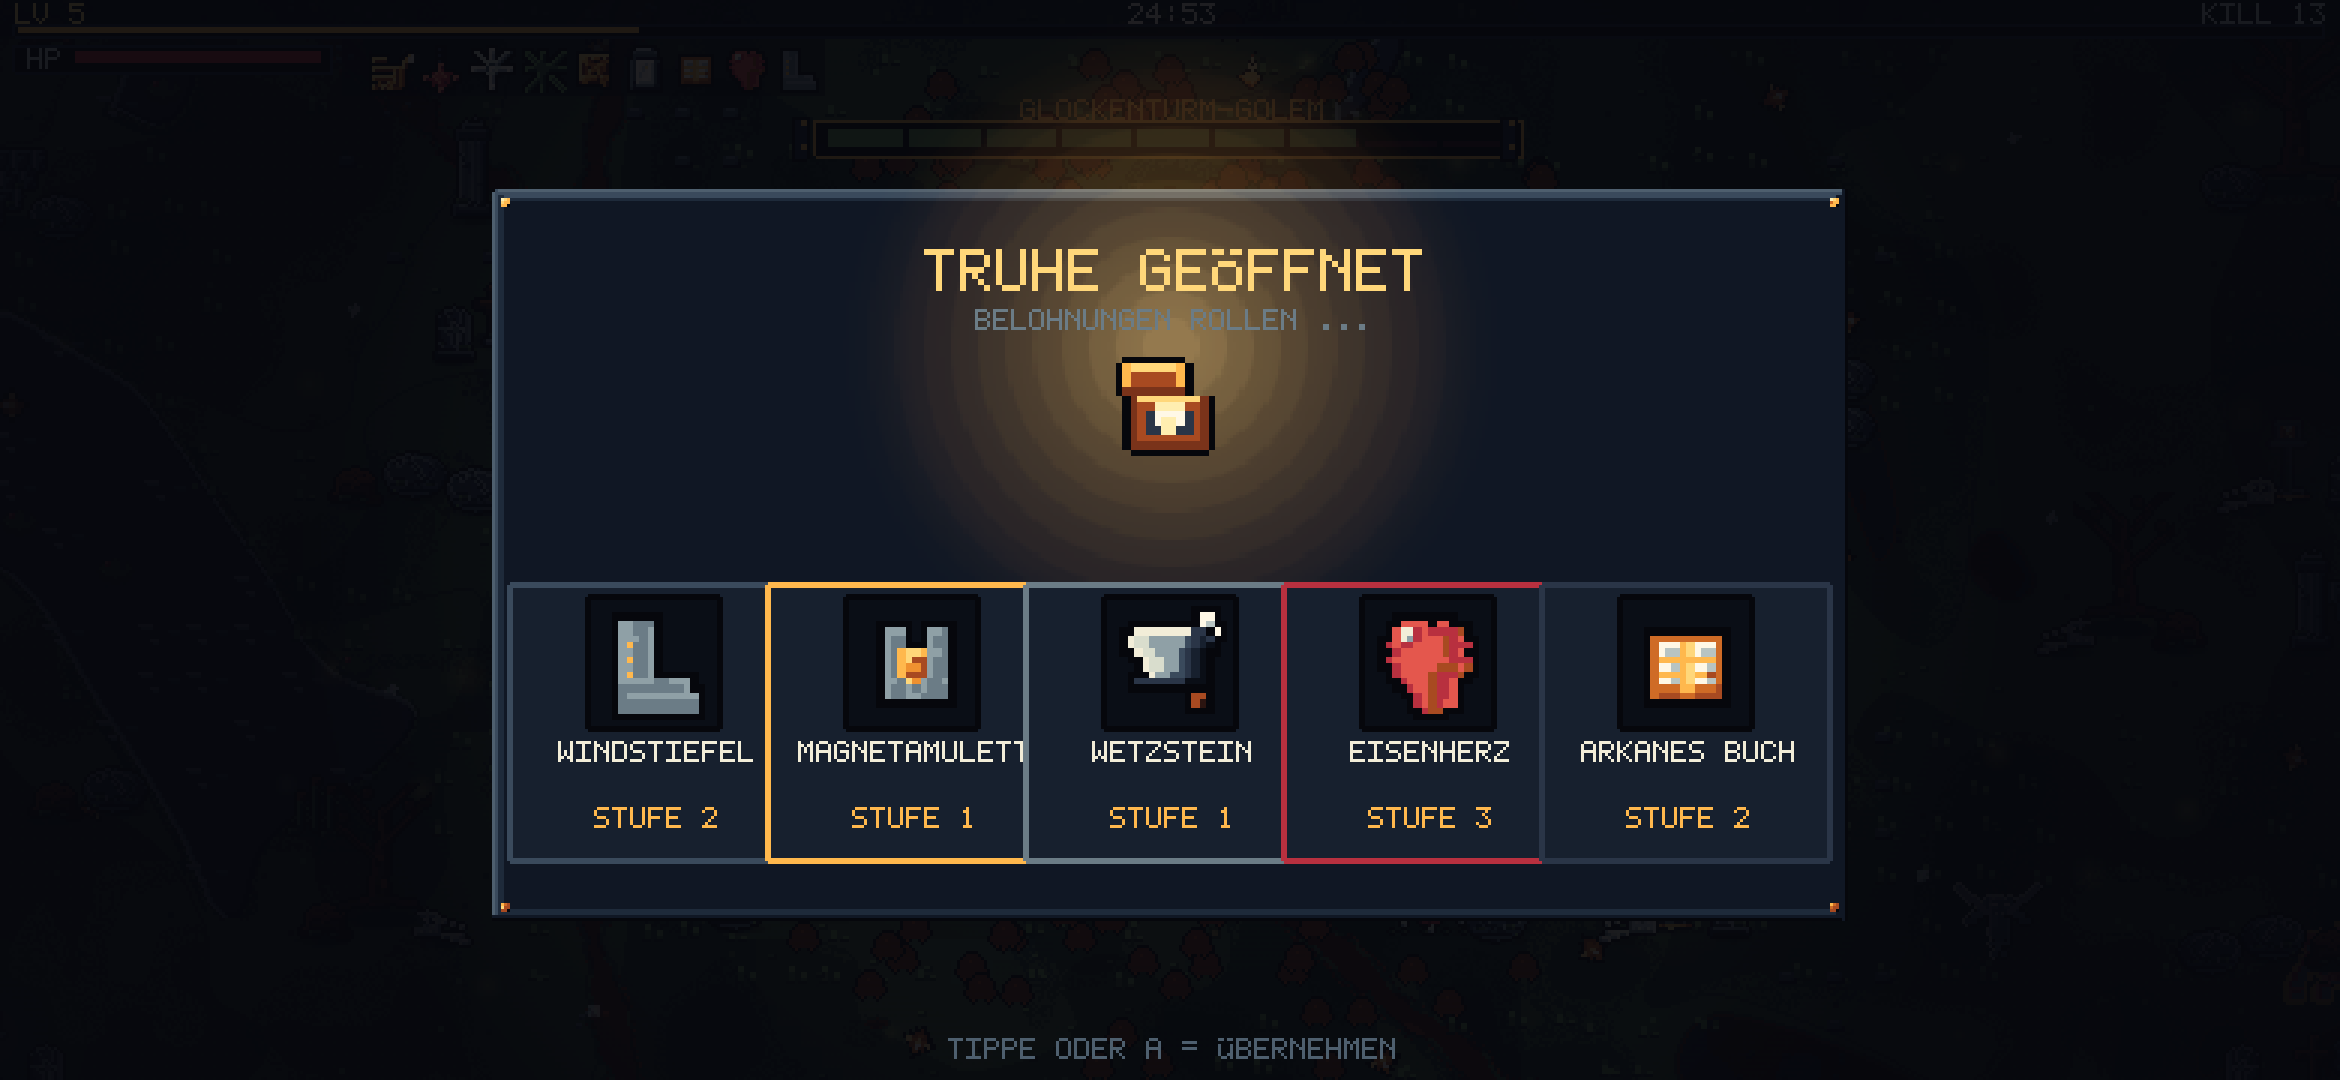 LV 5
24:53
KILL 13
HP
GLOCKENTURM-GOLEM
TRUHE GEöFFNET
BELOHNUNGEN ROLLEN ...
WINDSTIEFEL
MAGNETAMULETT
WETZSTEIN
EISENHERZ
ARKANES BUCH
STUFE 2
STUFE 1
STUFE 1
STUFE 3
STUFE 2
TIPPE ODER A = üBERNEHMEN